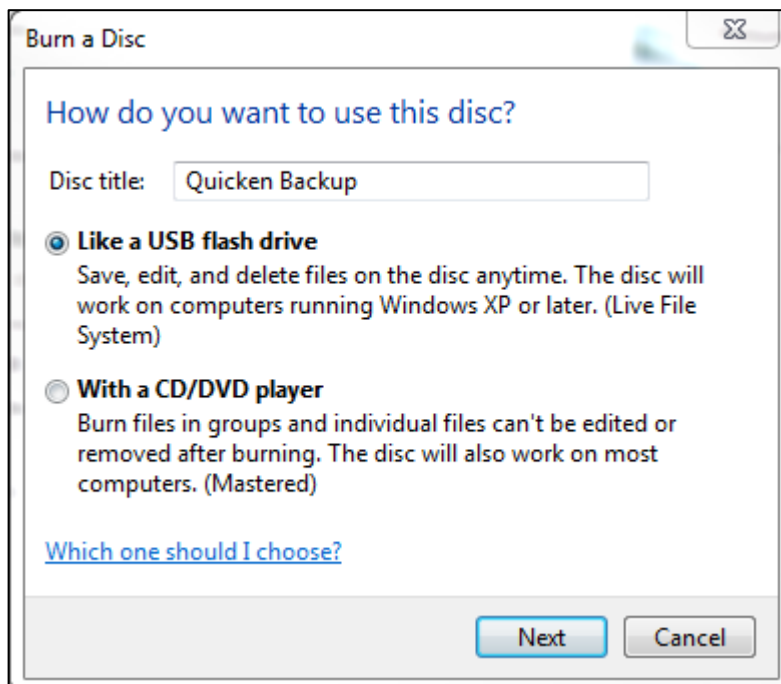 Burn a Disc
How do you want to use this disc?
Disc title: Quicken Backup
Like a USB flash drive
Save, edit, and delete files on the disc anytime. The disc will
work on computers running Windows XP or later. (Live File
System)
With a CD/DVD player
Burn files in groups and individual files can't be edited or
removed after burning. The disc will also work on most
computers. (Mastered)
Which one should I choose?
Next Cancel